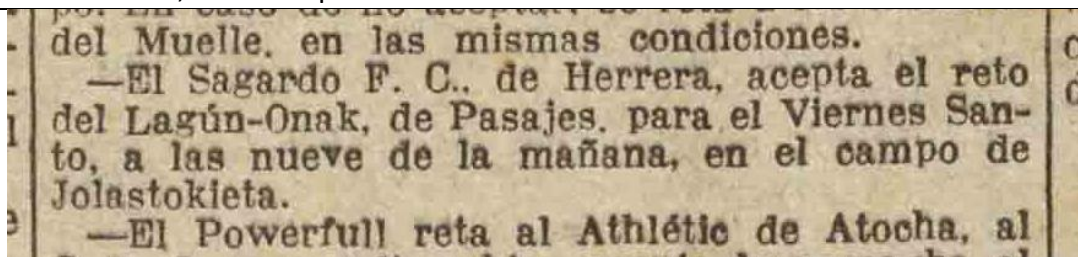 del Muelle, en las mismas condiciones.
—El Sagardo F. C., de Herrera, acepta el reto
del Lagún-Onak, de Pasajes, para el Viernes San-
to, a las nueve de la mañana, en el campo de
Jolastokieta.
—El Powerfull reta al Athlétic de Atocha, al